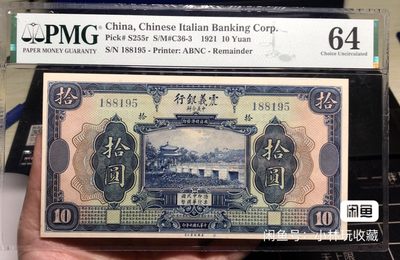 PMG
PAPER MONEY GUARANTY
China, Chinese Italian Banking Corp.
Pick# S255r S/M#C36-3 1921 10 Yuan
S/N 188195 - Printer: ABNC - Remainder
64
Choice Uncirculated
拾
188195
行銀義震
188195
拾
拾
拾
拾
圓
拾
圓
10
10
闲鱼
闲鱼号：小林玩收藏